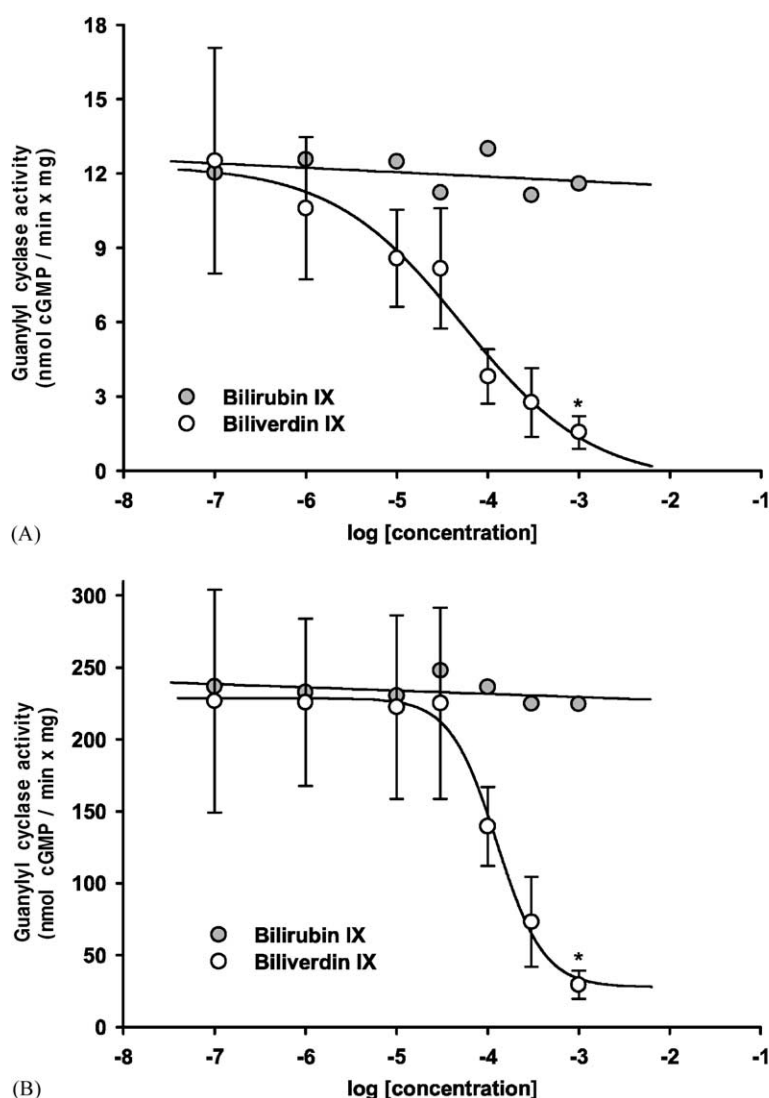 18
15
12
9
6
3
0
Guanylyl cyclase activity
(nmol cGMP / min x mg)
Bilirubin IX
Biliverdin IX
*
-8 -7 -6 -5 -4 -3 -2 -1
log [concentration]
(A)
300
250
200
150
100
50
0
Guanylyl cyclase activity
(nmol cGMP / min x mg)
Bilirubin IX
Biliverdin IX
*
-8 -7 -6 -5 -4 -3 -2 -1
log [concentration]
(B)